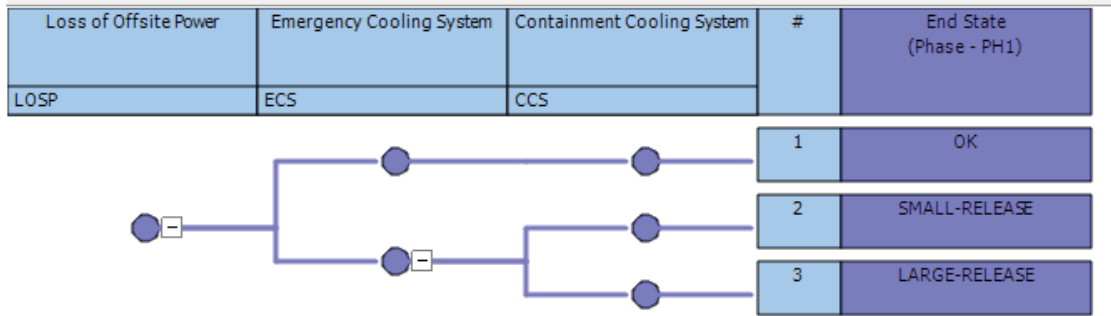 Loss of Offsite Power
Emergency Cooling System
Containment Cooling System
#
End State
(Phase - PH1)
LOSP
ECS
CCS
1
OK
2
SMALL-RELEASE
3
LARGE-RELEASE